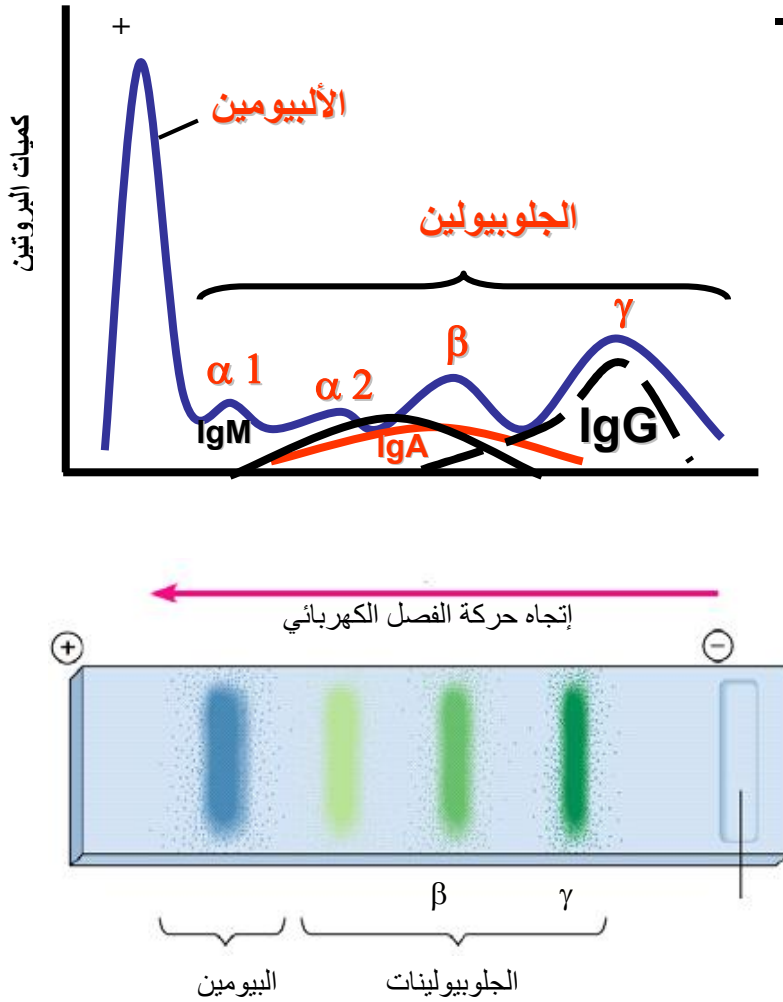 +
الألبيومين
كميات البروتين
الجلوبيولين
γ
β
α 1
α 2
IgM
IgA
IgG
إتجاه حركة الفصل الكهربائي
+
−
β
γ
البيومين
الجلوبيولينات